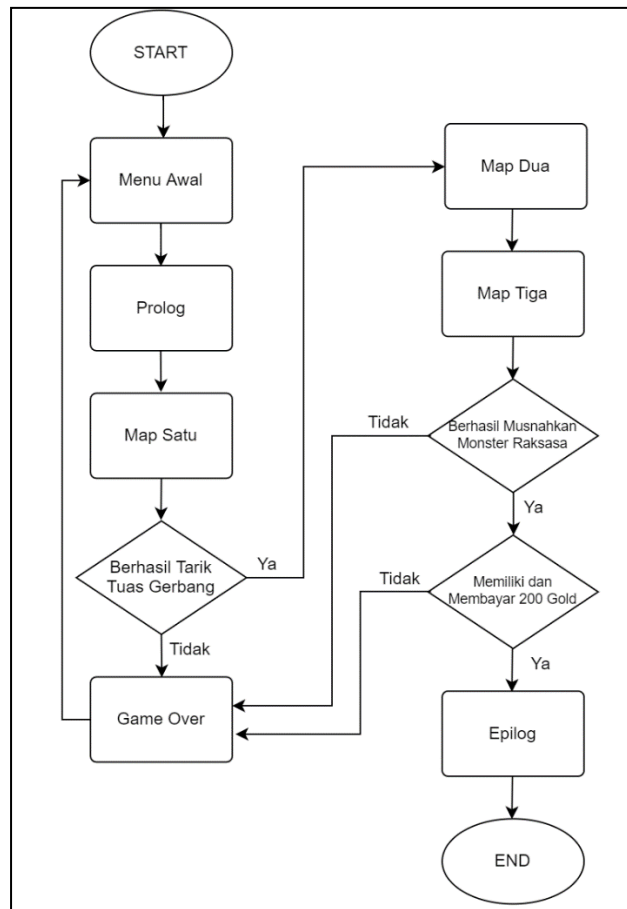 START
Menu Awal
Prolog
Map Satu
Berhasil Tarik
Tuas Gerbang
Ya
Tidak
Game Over
Map Dua
Map Tiga
Berhasil Musnahkan
Monster Raksasa
Tidak
Ya
Memiliki dan
Membayar 200 Gold
Tidak
Ya
Epilog
END